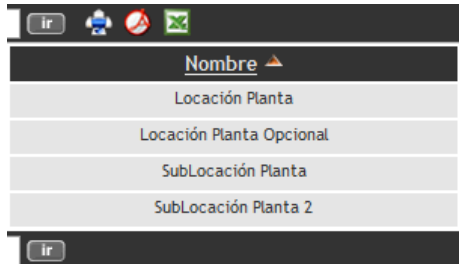 ir
Nombre
Locación Planta
Locación Planta Opcional
SubLocación Planta
SubLocación Planta 2
ir